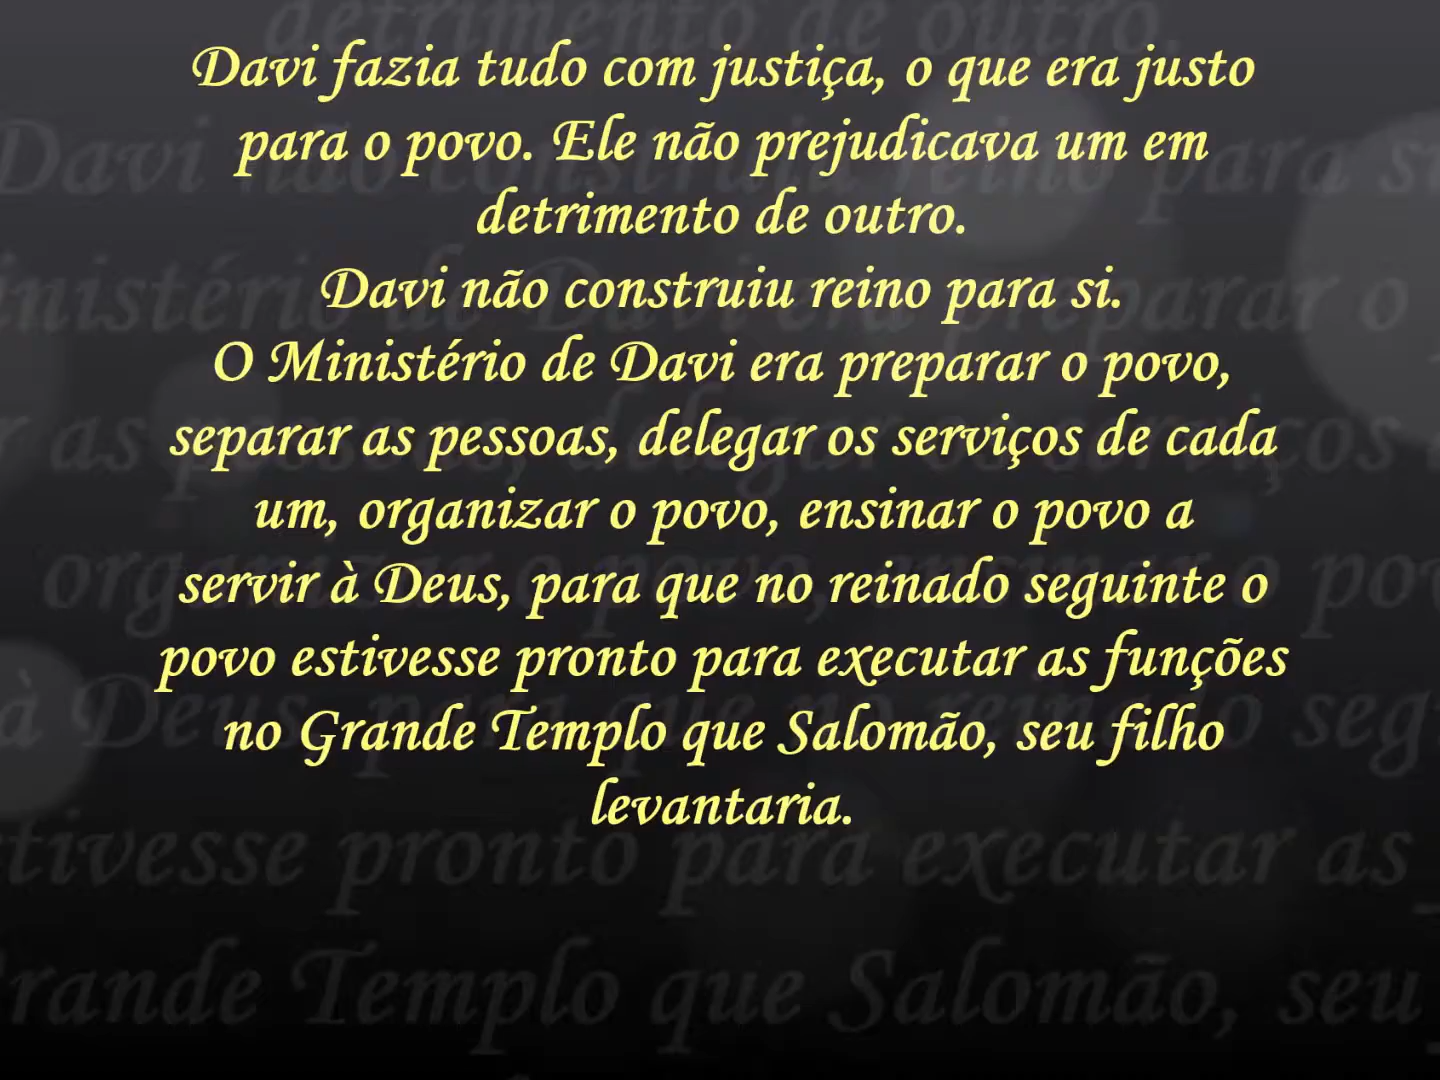 Davi fazia tudo com justiça, o que era justo
para o povo. Ele não prejudicava um em
detrimento de outro.
Davi não construiu reino para si.
O Ministério de Davi era preparar o povo,
separar as pessoas, delegar os serviços de cada
um, organizar o povo, ensinar o povo a
servir à Deus, para que no reinado seguinte o
povo estivesse pronto para executar as funções
no Grande Templo que Salomão, seu filho
levantaria.